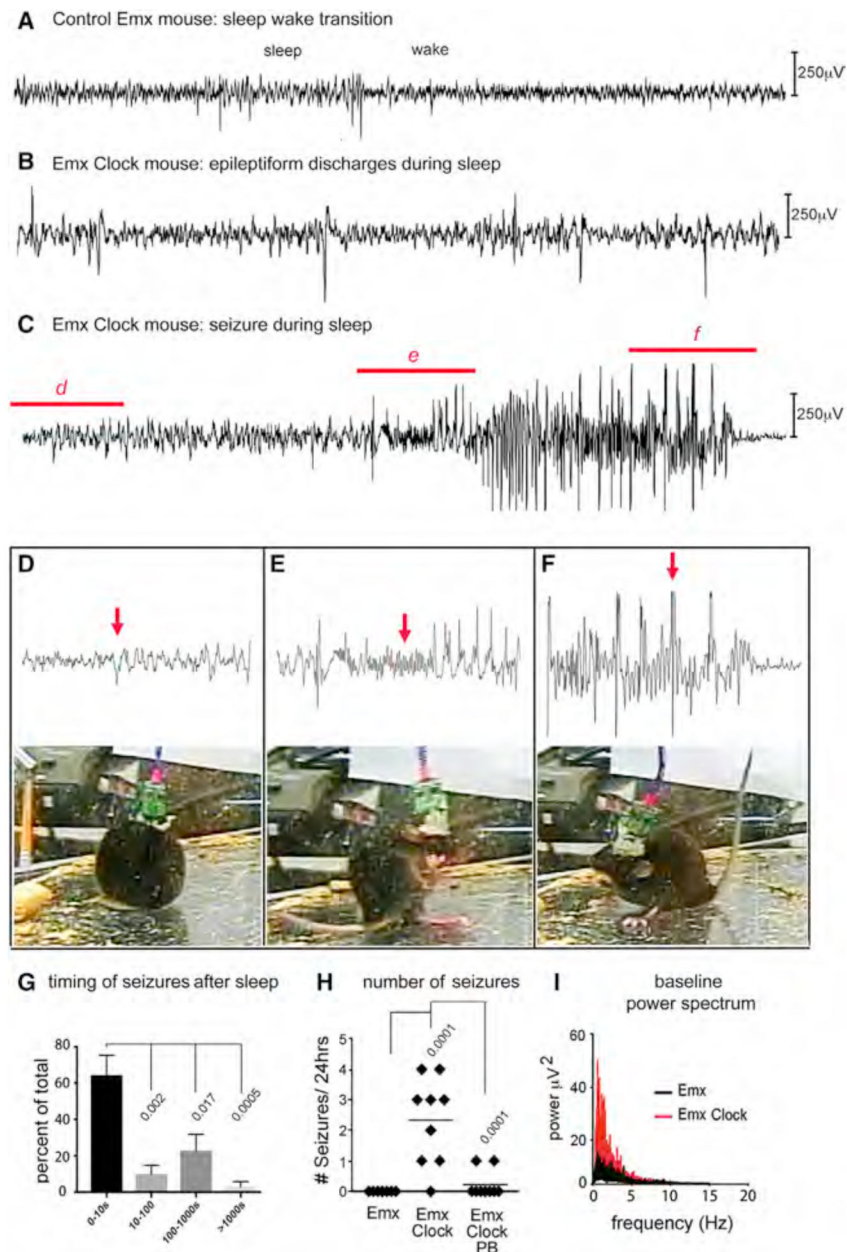 A Control Emx mouse: sleep wake transition
sleep wake
250µV
B Emx Clock mouse: epileptiform discharges during sleep
250µV
C Emx Clock mouse: seizure during sleep
d e f
250µV
D E F
G timing of seizures after sleep
percent of total
80
60
40
20
0
0.002
0.017
0.0005
0-10s
10-100
100-1000s
>1000s
H number of seizures
# Seizures/ 24hrs
5
4
3
2
1
0
0.0001
0.0001
Emx
Emx
Clock
Emx
Clock
PB
I baseline
power spectrum
power µV2
60
40
20
0
Emx
Emx Clock
0 5 10 15 20
frequency (Hz)